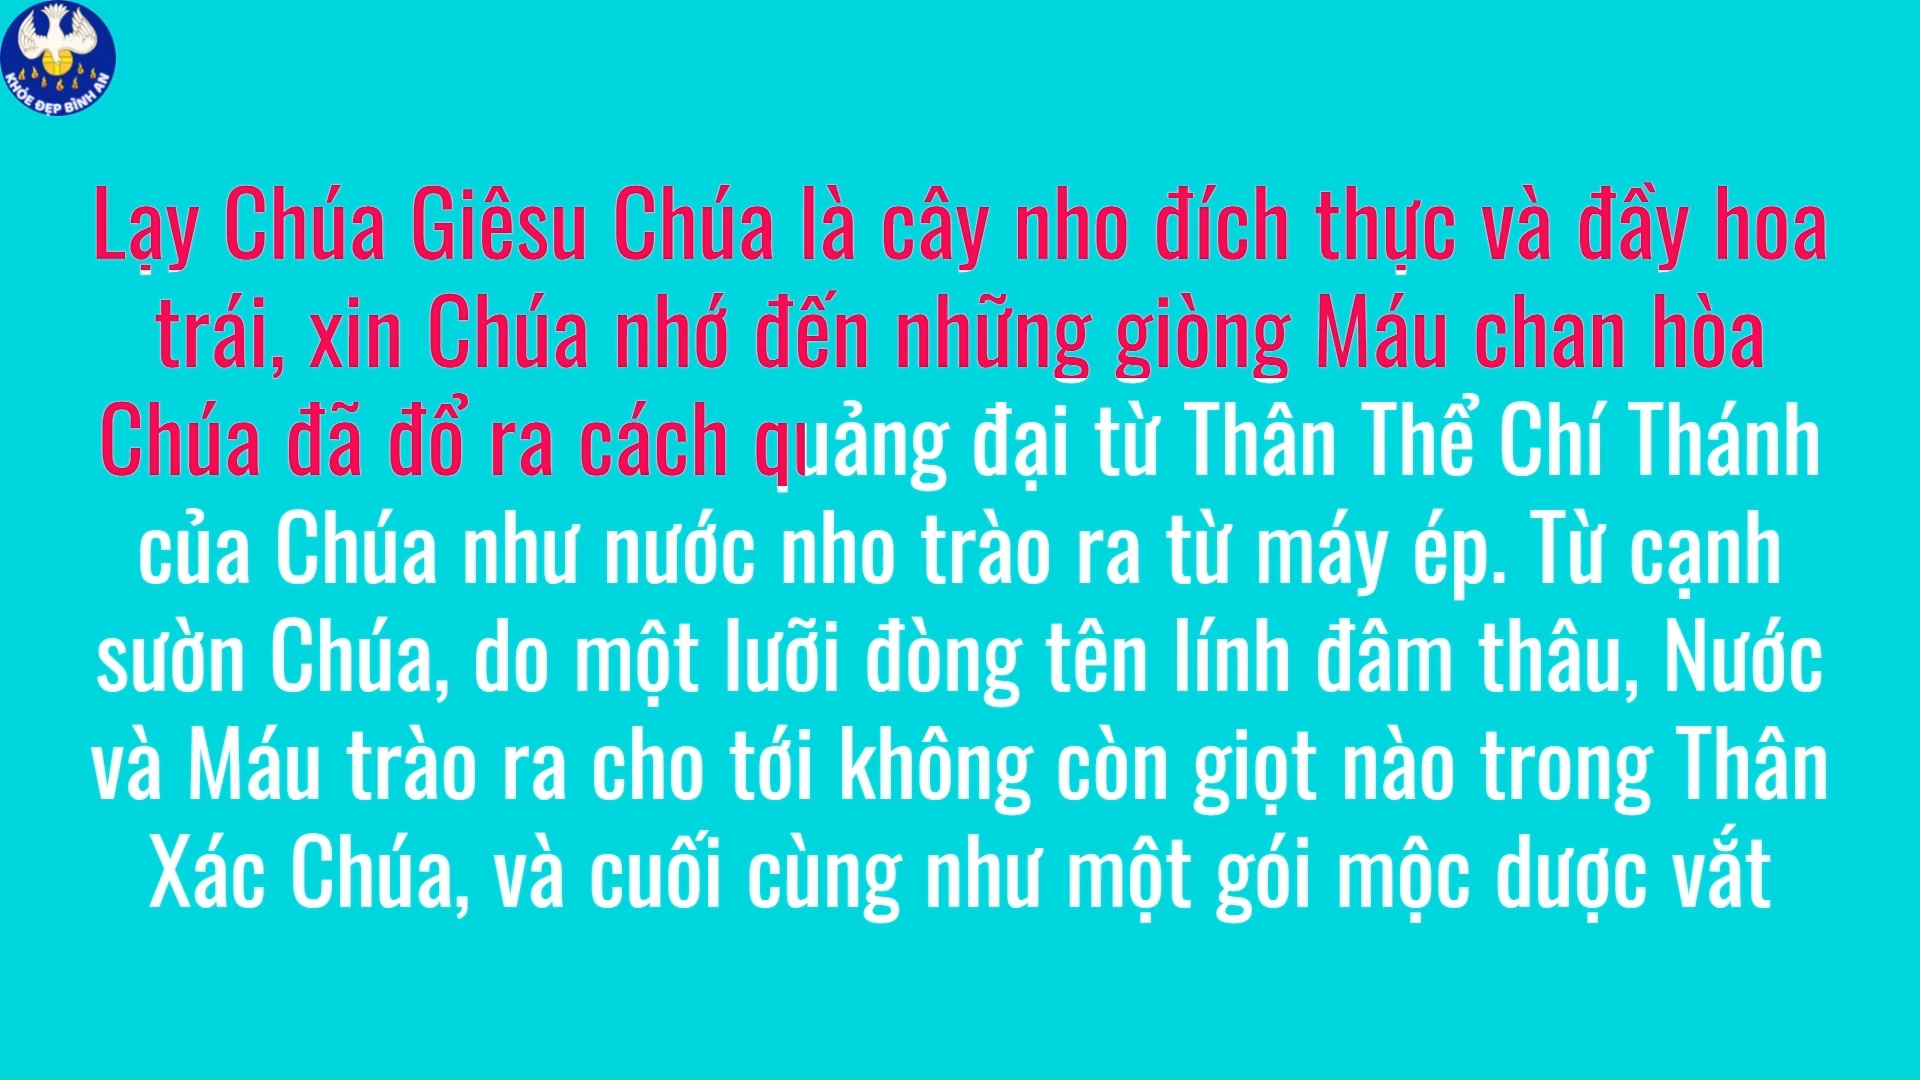 KHỎE ĐẸP BÌNH AN
Lạy Chúa Giêsu Chúa là cây nho đích thực và đầy hoa
trái, xin Chúa nhớ đến những giòng Máu chan hòa
Chúa đã đổ ra cách quảng đại từ Thân Thể Chí Thánh
của Chúa như nước nho trào ra từ máy ép. Từ cạnh
sườn Chúa, do một lưỡi đòng tên lính đâm thâu, Nước
và Máu trào ra cho tới không còn giọt nào trong Thân
Xác Chúa, và cuối cùng như một gói mộc dược vắt